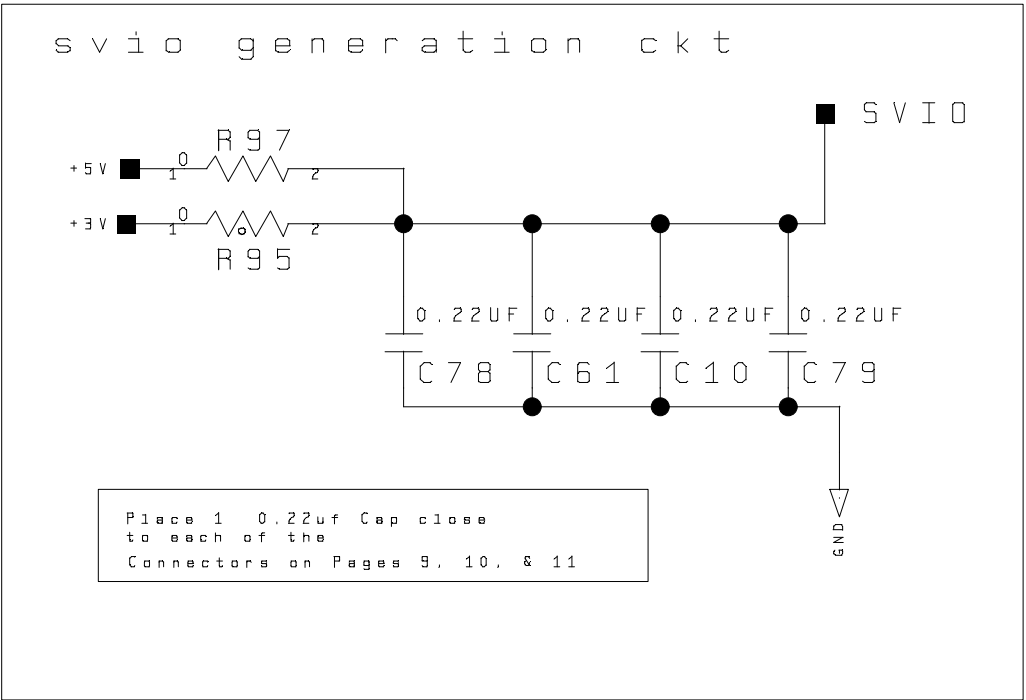 svio generation ckt
SVIO
R97
+5V
0
1
2
+3V
0
1
2
R95
0.22UF 0.22UF 0.22UF 0.22UF
C78 C61 C10 C79
Place 1 0.22uf Cap close
to each of the
Connectors on Pages 9, 10, & 11
GND